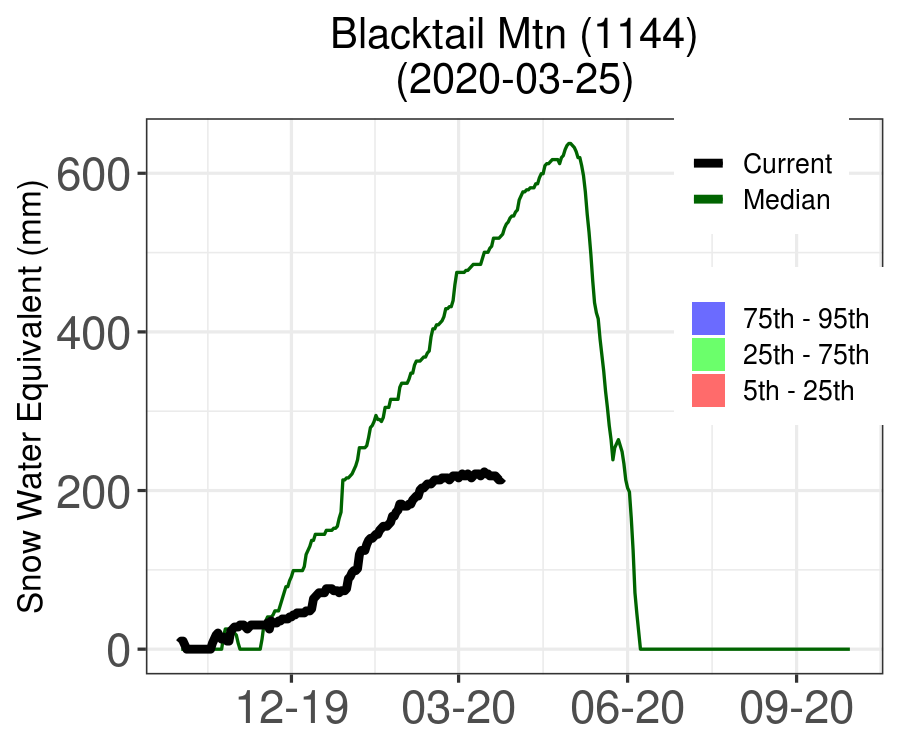 Blacktail Mtn (1144)
(2020-03-25)
Snow Water Equivalent (mm)
600
400
200
0
12-19
03-20
06-20
09-20
Current
Median
75th - 95th
25th - 75th
5th - 25th